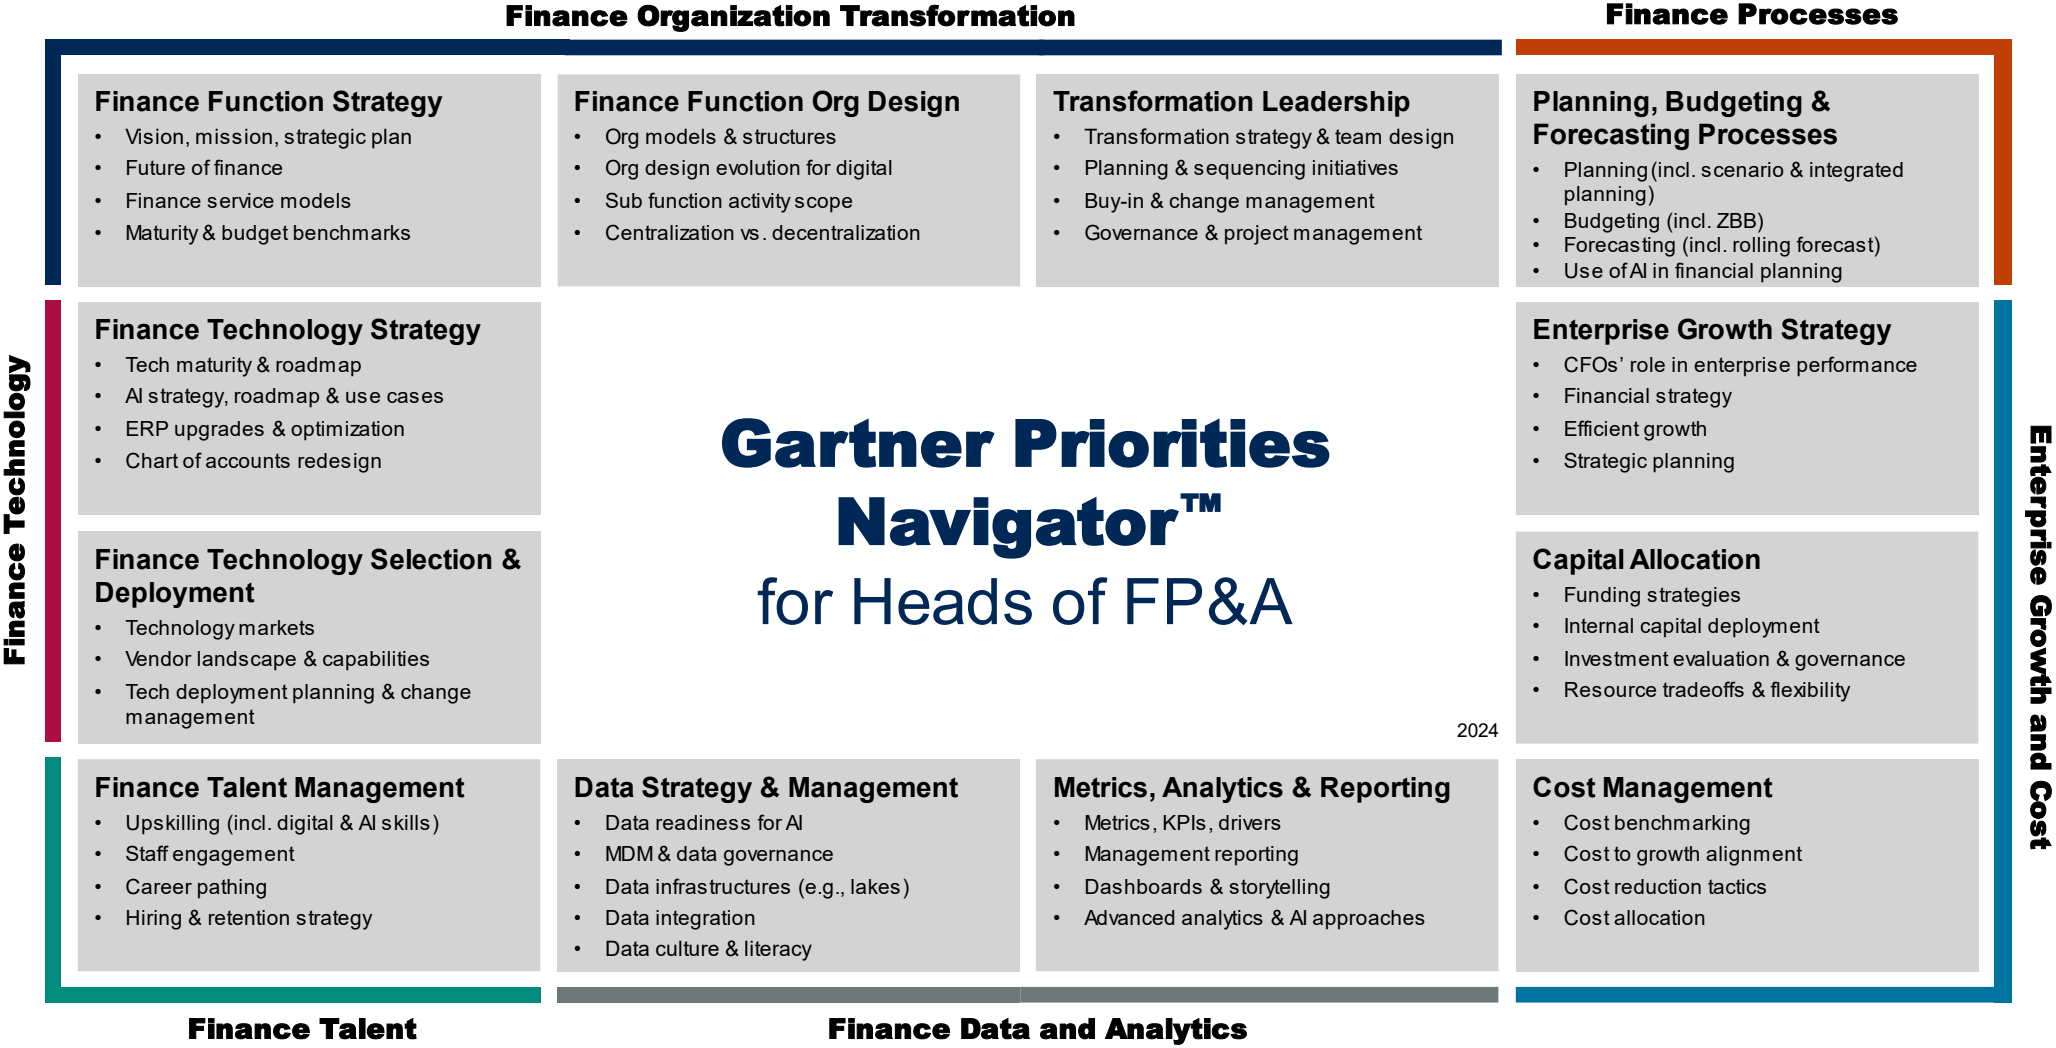 Finance Organization Transformation
Finance Processes
Finance Function Strategy
• Vision, mission, strategic plan
• Future of finance
• Finance service models
• Maturity & budget benchmarks
Finance Function Org Design
• Org models & structures
• Org design evolution for digital
• Sub function activity scope
• Centralization vs. decentralization
Transformation Leadership
• Transformation strategy & team design
• Planning & sequencing initiatives
• Buy-in & change management
• Governance & project management
Planning, Budgeting &
Forecasting Processes
• Planning (incl. scenario & integrated
planning)
• Budgeting (incl. ZBB)
• Forecasting (incl. rolling forecast)
• Use of AI in financial planning
Finance Technology
Finance Technology Strategy
• Tech maturity & roadmap
• AI strategy, roadmap & use cases
• ERP upgrades & optimization
• Chart of accounts redesign
Finance Technology Selection &
Deployment
• Technology markets
• Vendor landscape & capabilities
• Tech deployment planning & change
management
Gartner Priorities
Navigator™
for Heads of FP&A
2024
Enterprise Growth Strategy
• CFOs’ role in enterprise performance
• Financial strategy
• Efficient growth
• Strategic planning
Capital Allocation
• Funding strategies
• Internal capital deployment
• Investment evaluation & governance
• Resource tradeoffs & flexibility
Enterprise Growth and Cost
Finance Talent Management
• Upskilling (incl. digital & AI skills)
• Staff engagement
• Career pathing
• Hiring & retention strategy
Data Strategy & Management
• Data readiness for AI
• MDM & data governance
• Data infrastructures (e.g., lakes)
• Data integration
• Data culture & literacy
Metrics, Analytics & Reporting
• Metrics, KPIs, drivers
• Management reporting
• Dashboards & storytelling
• Advanced analytics & AI approaches
Cost Management
• Cost benchmarking
• Cost to growth alignment
• Cost reduction tactics
• Cost allocation
Finance Talent
Finance Data and Analytics